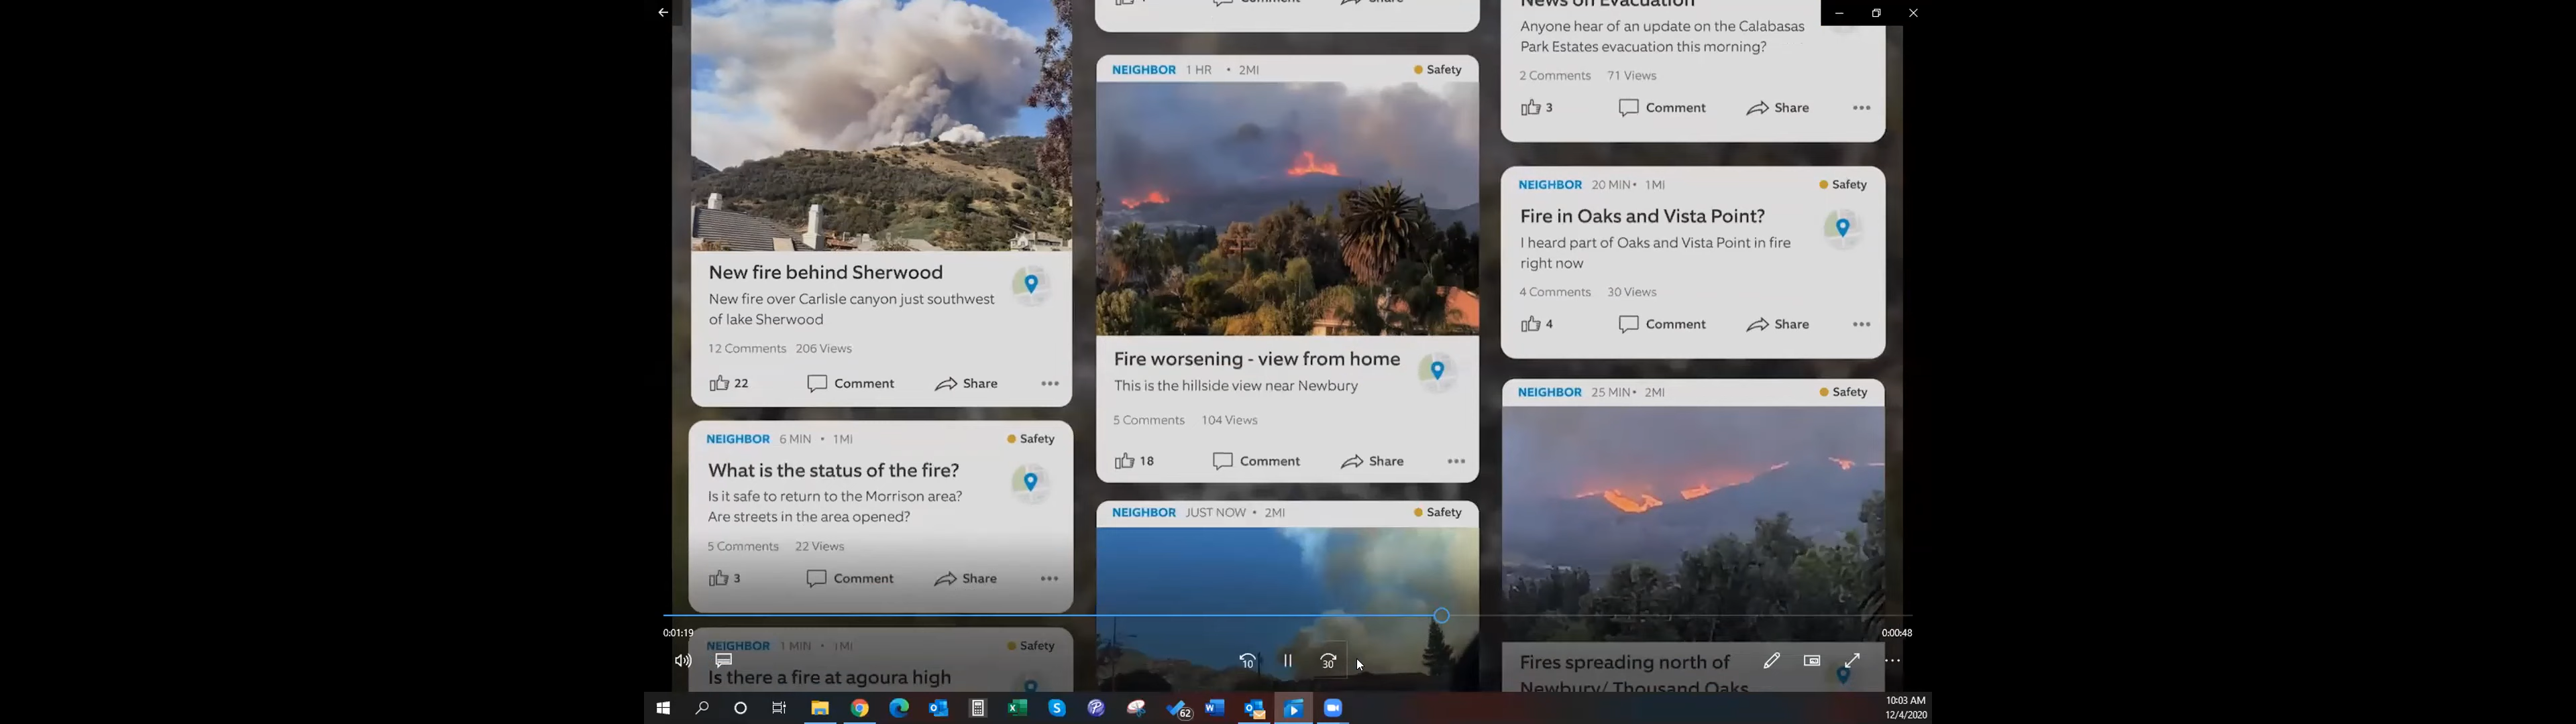 New fire behind Sherwood
New fire over Carlisle canyon just southwest
of lake Sherwood
12 Comments 206 Views
22 Comment Share
NEIGHBOR 6 MIN • 1MI Safety
What is the status of the fire?
Is it safe to return to the Morrison area?
Are streets in the area opened?
5 Comments 22 Views
3 Comment Share
NEIGHBOR 1 MIN • 1MI Safety
Is there a fire at agoura high
Comment Share
NEIGHBOR 1 HR • 2MI Safety
Fire worsening - view from home
This is the hillside view near Newbury
5 Comments 104 Views
18 Comment Share
NEIGHBOR JUST NOW • 2MI Safety
News on Evacuation
Anyone hear of an update on the Calabasas
Park Estates evacuation this morning?
2 Comments 71 Views
3 Comment Share
NEIGHBOR 20 MIN • 1MI Safety
Fire in Oaks and Vista Point?
I heard part of Oaks and Vista Point in fire
right now
4 Comments 30 Views
4 Comment Share
NEIGHBOR 25 MIN • 2MI Safety
Fires spreading north of
Newbury/ Thousand Oaks
0:01:19
0:00:48
10
30
62
10:03 AM
12/4/2020